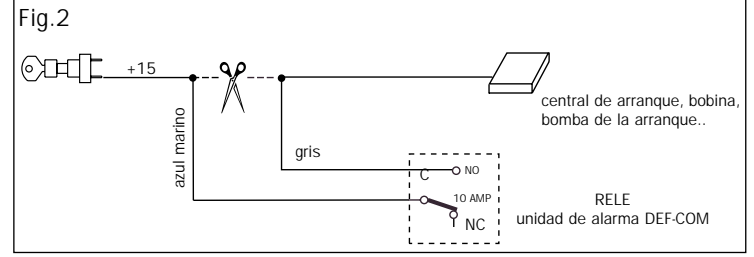 Fig.2
+15
azul marino
gris
central de arranque, bobina,
bomba de la arranque..
C
NO
10 AMP
NC
RELE
unidad de alarma DEF-COM